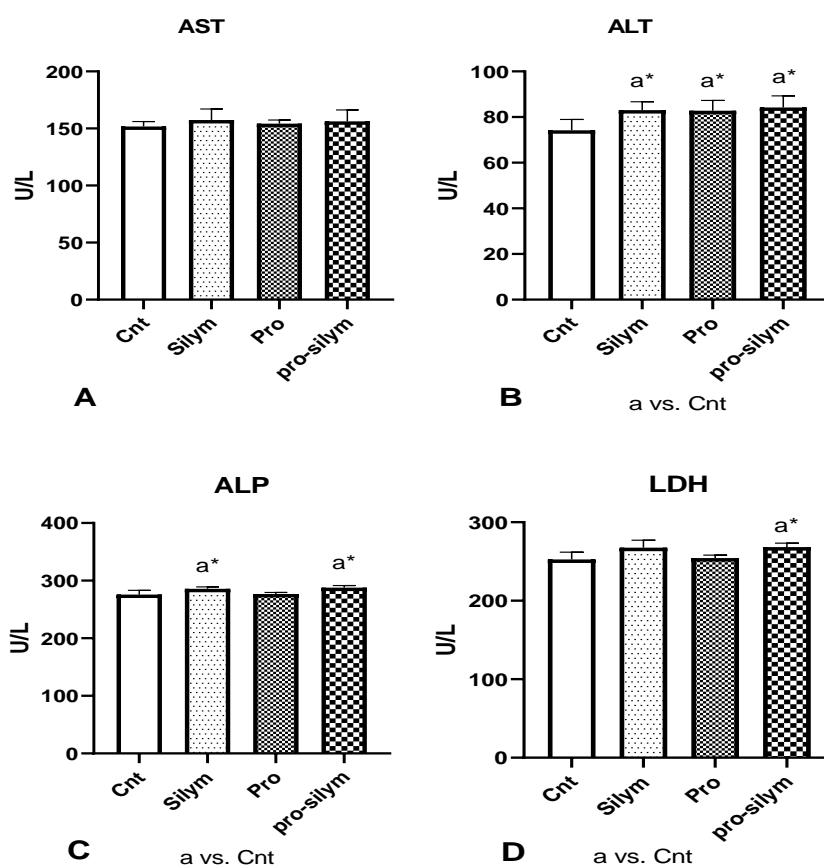 AST
U/L
200
150
100
50
0
Cnt
Silym
Pro
pro-silym
A
ALT
U/L
100
80
60
40
20
0
a*
a*
a*
Cnt
Silym
Pro
pro-silym
B
a vs. Cnt
ALP
U/L
400
300
200
100
0
a*
a*
Cnt
Silym
Pro
pro-silym
C
a vs. Cnt
LDH
U/L
300
200
100
0
a*
Cnt
Silym
Pro
pro-silym
D
a vs. Cnt